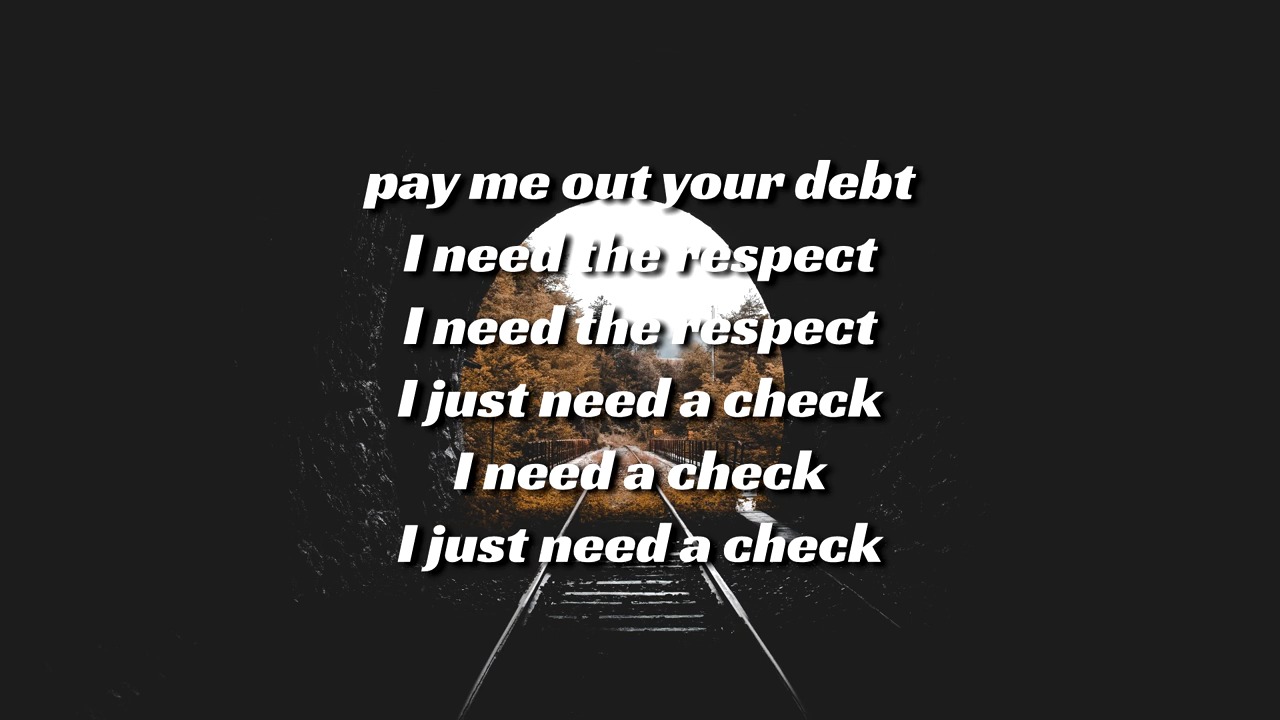 pay me out your debt
I need the respect
I need the respect
I just need a check
I need a check
I just need a check